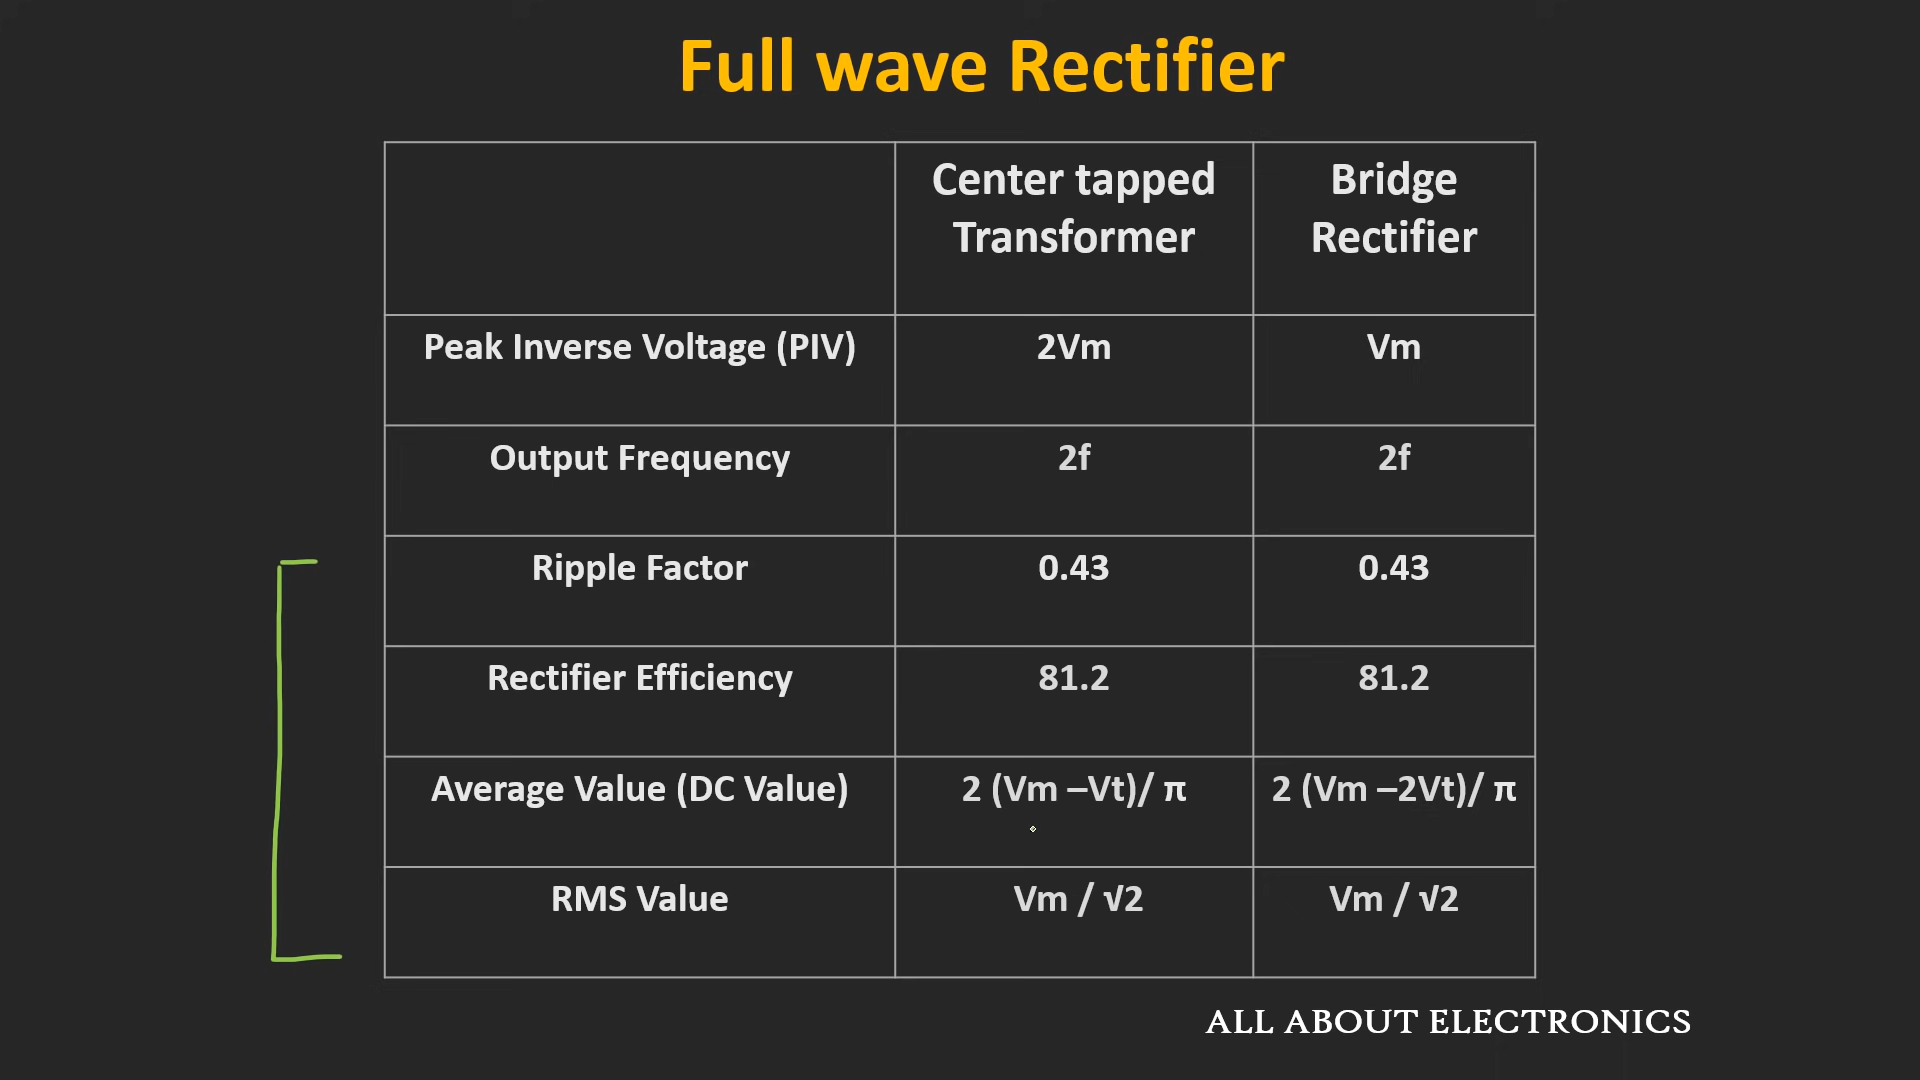 Full wave Rectifier
Center tapped Transformer
Bridge Rectifier
Peak Inverse Voltage (PIV) 2Vm Vm
Output Frequency 2f 2f
Ripple Factor 0.43 0.43
Rectifier Efficiency 81.2 81.2
Average Value (DC Value) 2 (Vm –Vt)/ π 2 (Vm –2Vt)/ π
RMS Value Vm / √2 Vm / √2
ALL ABOUT ELECTRONICS